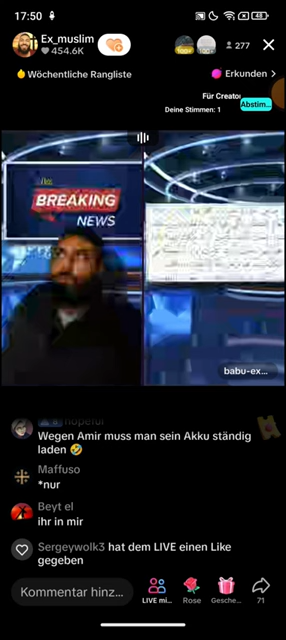 17:50
48
Ex_muslim
454.6K
277
Wöchentliche Rangliste
Erkunden >
Für Creator
Deine Stimmen: 1
Abstim...
BREAKING
NEWS
babu-ex...
hopeful
Wegen Amir muss man sein Akku ständig
laden 🤣
Maffuso
*nur
Beyt el
ihr in mir
Sergeywolk3 hat dem LIVE einen Like
gegeben
Kommentar hinz...
LIVE mi...
Rose
Gesche...
71